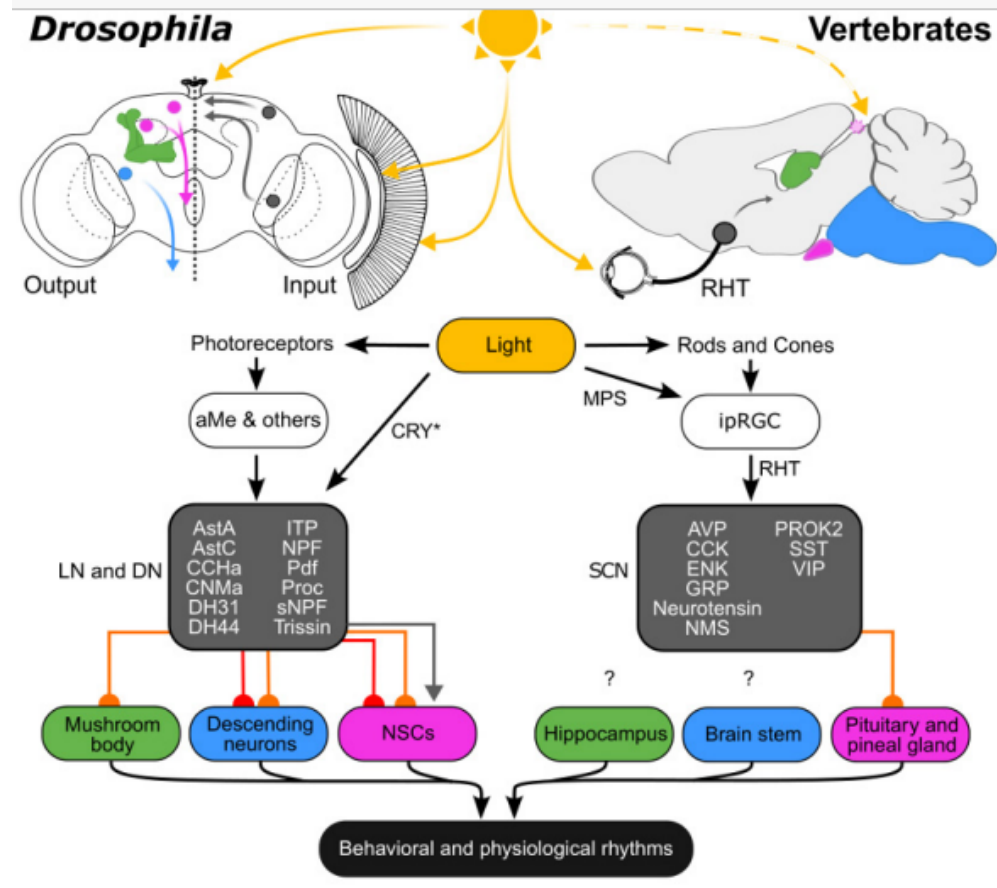 Drosophila
Vertebrates
Output
Input
RHT
Photoreceptors
Light
Rods and Cones
MPS
aMe & others
CRY*
ipRGC
RHT
LN and DN
AstA
AstC
CCHa
CNMa
DH31
DH44
ITP
NPF
Pdf
Proc
sNPF
Trissin
SCN
AVP
CCK
ENK
GRP
Neurotensin
NMS
PROK2
SST
VIP
?
?
Mushroom
body
Descending
neurons
NSCs
Hippocampus
Brain stem
Pituitary and
pineal gland
Behavioral and physiological rhythms